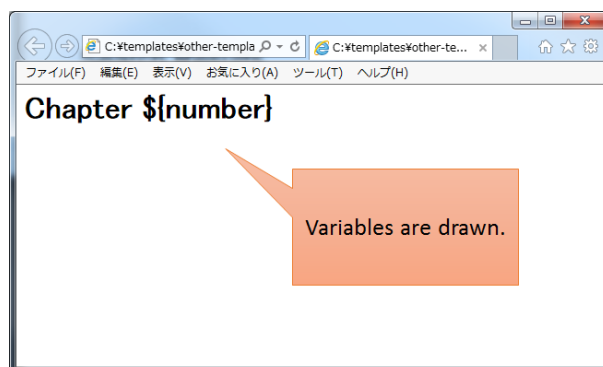 C:¥templates¥other-templa
C:¥templates¥other-te...
ファイル(F) 編集(E) 表示(V) お気に入り(A) ツール(T) ヘルプ(H)
Chapter ${number}
Variables are drawn.